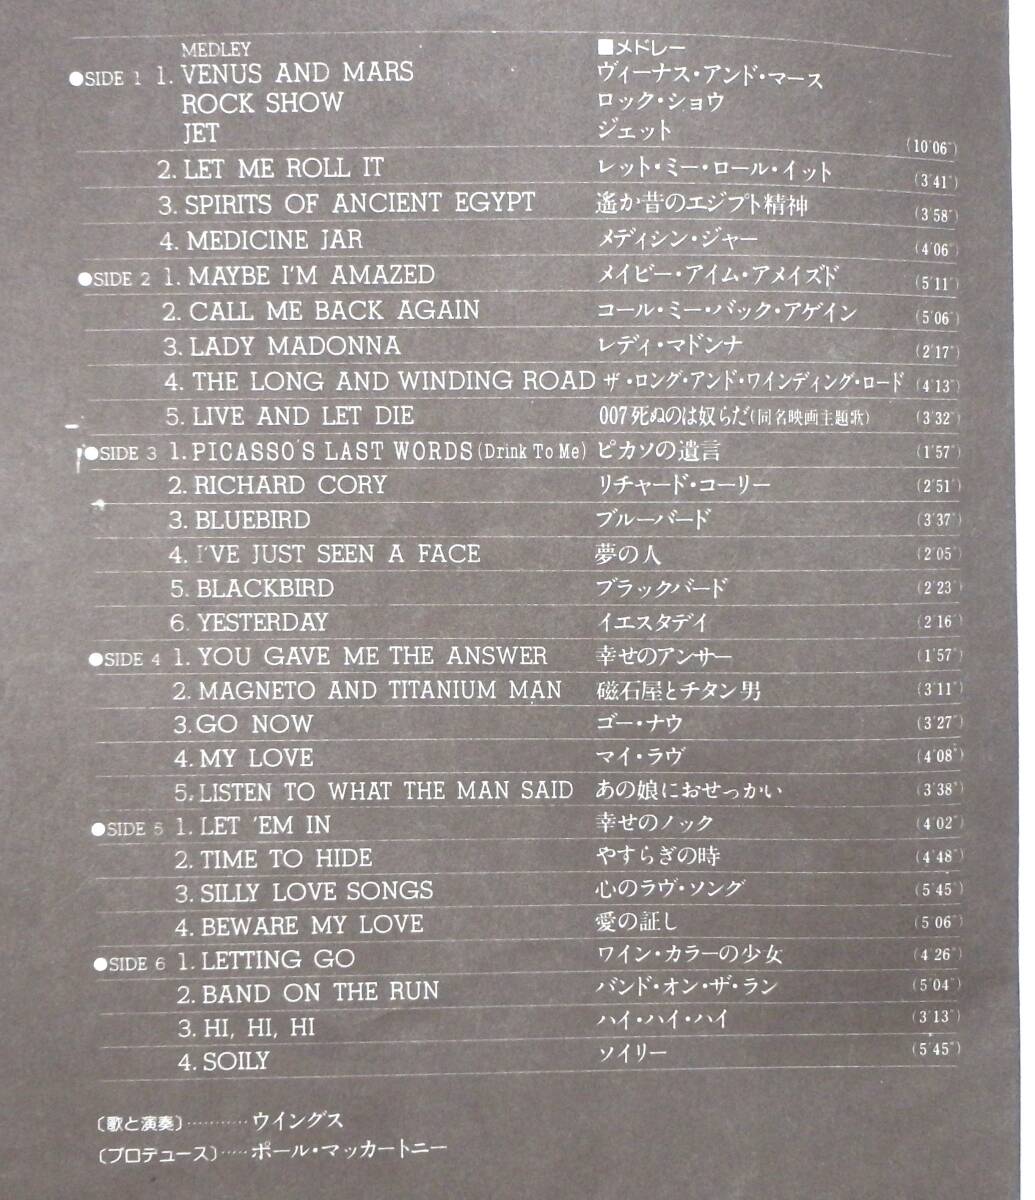 MEDLEY ■メドレー
●SIDE 1 1. VENUS AND MARS ヴィーナス・アンド・マース
ROCK SHOW ロック・ショウ
JET ジェット (10'06")
2. LET ME ROLL IT レット・ミー・ロール・イット (3'41")
3. SPIRITS OF ANCIENT EGYPT 遙か昔のエジプト精神 (3'58")
4. MEDICINE JAR メディシン・ジャー (4'06")
●SIDE 2 1. MAYBE I'M AMAZED メイビー・アイム・アメイズド (5'11")
2. CALL ME BACK AGAIN コール・ミー・バック・アゲイン (5'06")
3. LADY MADONNA レディ・マドンナ (2'17")
4. THE LONG AND WINDING ROAD ザ・ロング・アンド・ワインディング・ロード (4'13")
5. LIVE AND LET DIE 007死ぬのは奴らだ(同名映画主題歌) (3'32")
●SIDE 3 1. PICASSO'S LAST WORDS (Drink To Me) ピカソの遺言 (1'57")
2. RICHARD CORY リチャード・コーリー (2'51")
3. BLUEBIRD ブルーバード (3'37")
4. I'VE JUST SEEN A FACE 夢の人 (2'05")
5. BLACKBIRD ブラックバード (2'23")
6. YESTERDAY イエスタデイ (2'16")
●SIDE 4 1. YOU GAVE ME THE ANSWER 幸せのアンサー (1'57")
2. MAGNETO AND TITANIUM MAN 磁石屋とチタン男 (3'11")
3. GO NOW ゴー・ナウ (3'27")
4. MY LOVE マイ・ラヴ (4'08")
5. LISTEN TO WHAT THE MAN SAID あの娘におせっかい (3'38")
●SIDE 5 1. LET 'EM IN 幸せのノック (4'02")
2. TIME TO HIDE やすらぎの時 (4'48")
3. SILLY LOVE SONGS 心のラヴ・ソング (5'45")
4. BEWARE MY LOVE 愛の証し (5'06")
●SIDE 6 1. LETTING GO ワイン・カラーの少女 (4'26")
2. BAND ON THE RUN バンド・オン・ザ・ラン (5'04")
3. HI, HI, HI ハイ・ハイ・ハイ (3'13")
4. SOILY ソイリー (5'45")
〔歌と演奏〕………… ウイングス
〔プロデュース〕…… ポール・マッカートニー